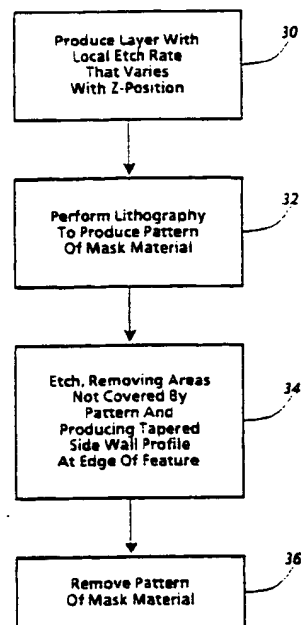 30
Produce Layer With
Local Etch Rate
That Varies
With Z-Position
32
Perform Lithography
To Produce Pattern
Of Mask Material
34
Etch, Removing Areas
Not Covered By
Pattern And
Producing Tapered
Side Wall Profile
At Edge Of Feature
36
Remove Pattern
Of Mask Material